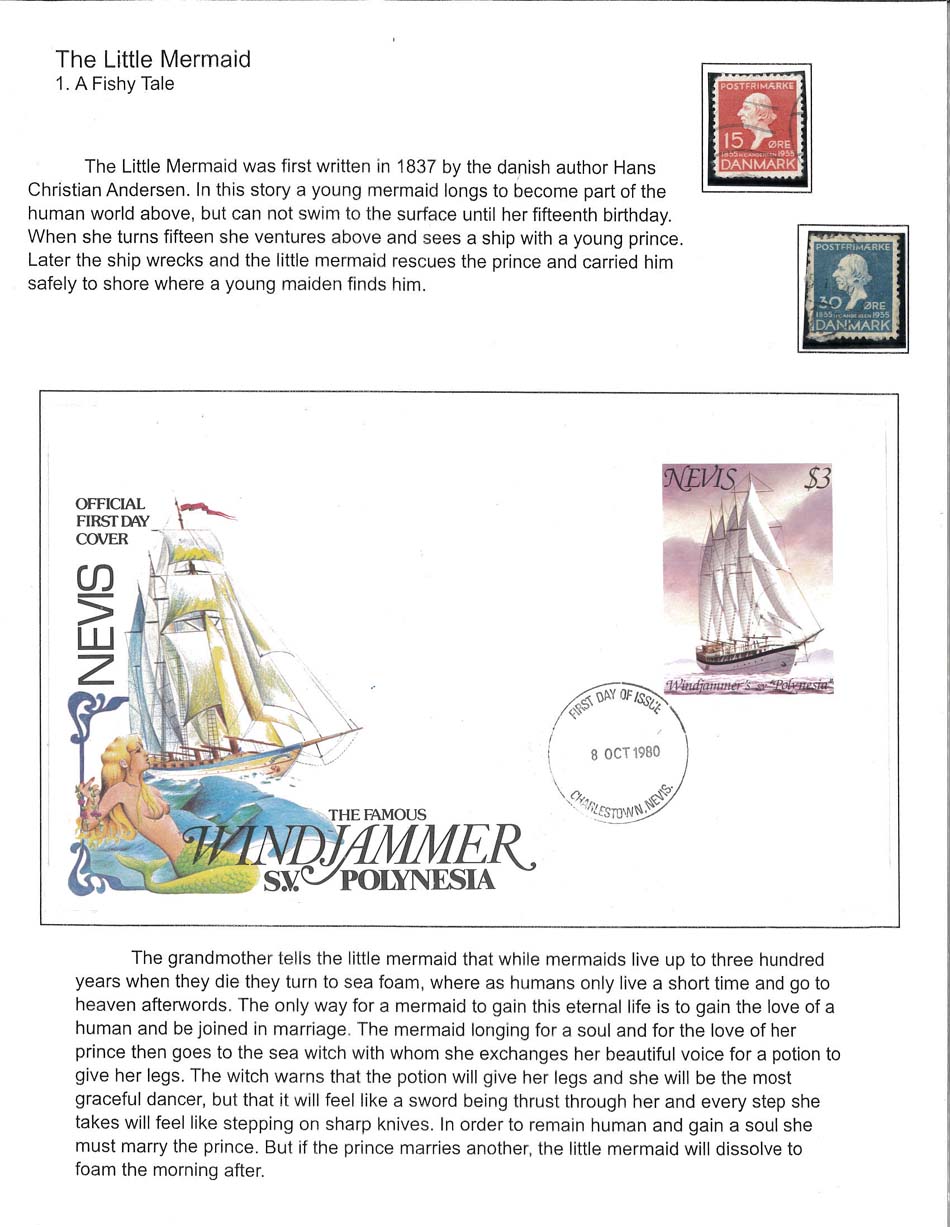 The Little Mermaid
1. A Fishy Tale
POSTFRIMÆRKE
15 ØRE
1835 H.C. ANDERSEN 1935
DANMARK
The Little Mermaid was first written in 1837 by the danish author Hans
Christian Andersen. In this story a young mermaid longs to become part of the
human world above, but can not swim to the surface until her fifteenth birthday.
When she turns fifteen she ventures above and sees a ship with a young prince.
Later the ship wrecks and the little mermaid rescues the prince and carried him
safely to shore where a young maiden finds him.
POSTFRIMÆRKE
30 ØRE
1835 H.C. ANDERSEN 1935
DANMARK
OFFICIAL
FIRST DAY
COVER
NEVIS
NEVIS $3
Windjammer's sv "Polynesia"
FIRST DAY OF ISSUE
8 OCT 1980
CHARLESTOWN, NEVIS.
THE FAMOUS
WINDJAMMER
S.V. POLYNESIA
The grandmother tells the little mermaid that while mermaids live up to three hundred
years when they die they turn to sea foam, where as humans only live a short time and go to
heaven afterwords. The only way for a mermaid to gain this eternal life is to gain the love of a
human and be joined in marriage. The mermaid longing for a soul and for the love of her
prince then goes to the sea witch with whom she exchanges her beautiful voice for a potion to
give her legs. The witch warns that the potion will give her legs and she will be the most
graceful dancer, but that it will feel like a sword being thrust through her and every step she
takes will feel like stepping on sharp knives. In order to remain human and gain a soul she
must marry the prince. But if the prince marries another, the little mermaid will dissolve to
foam the morning after.